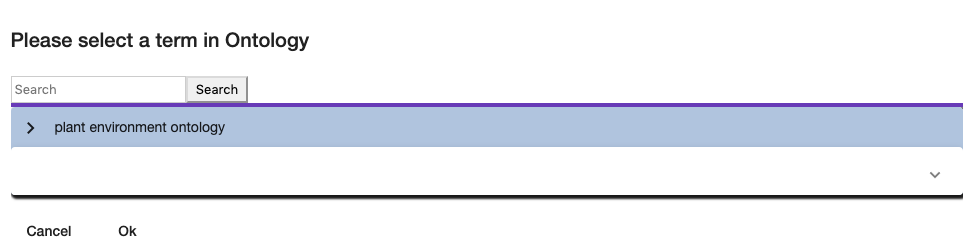 Please select a term in Ontology
Search Search
plant environment ontology
Cancel Ok